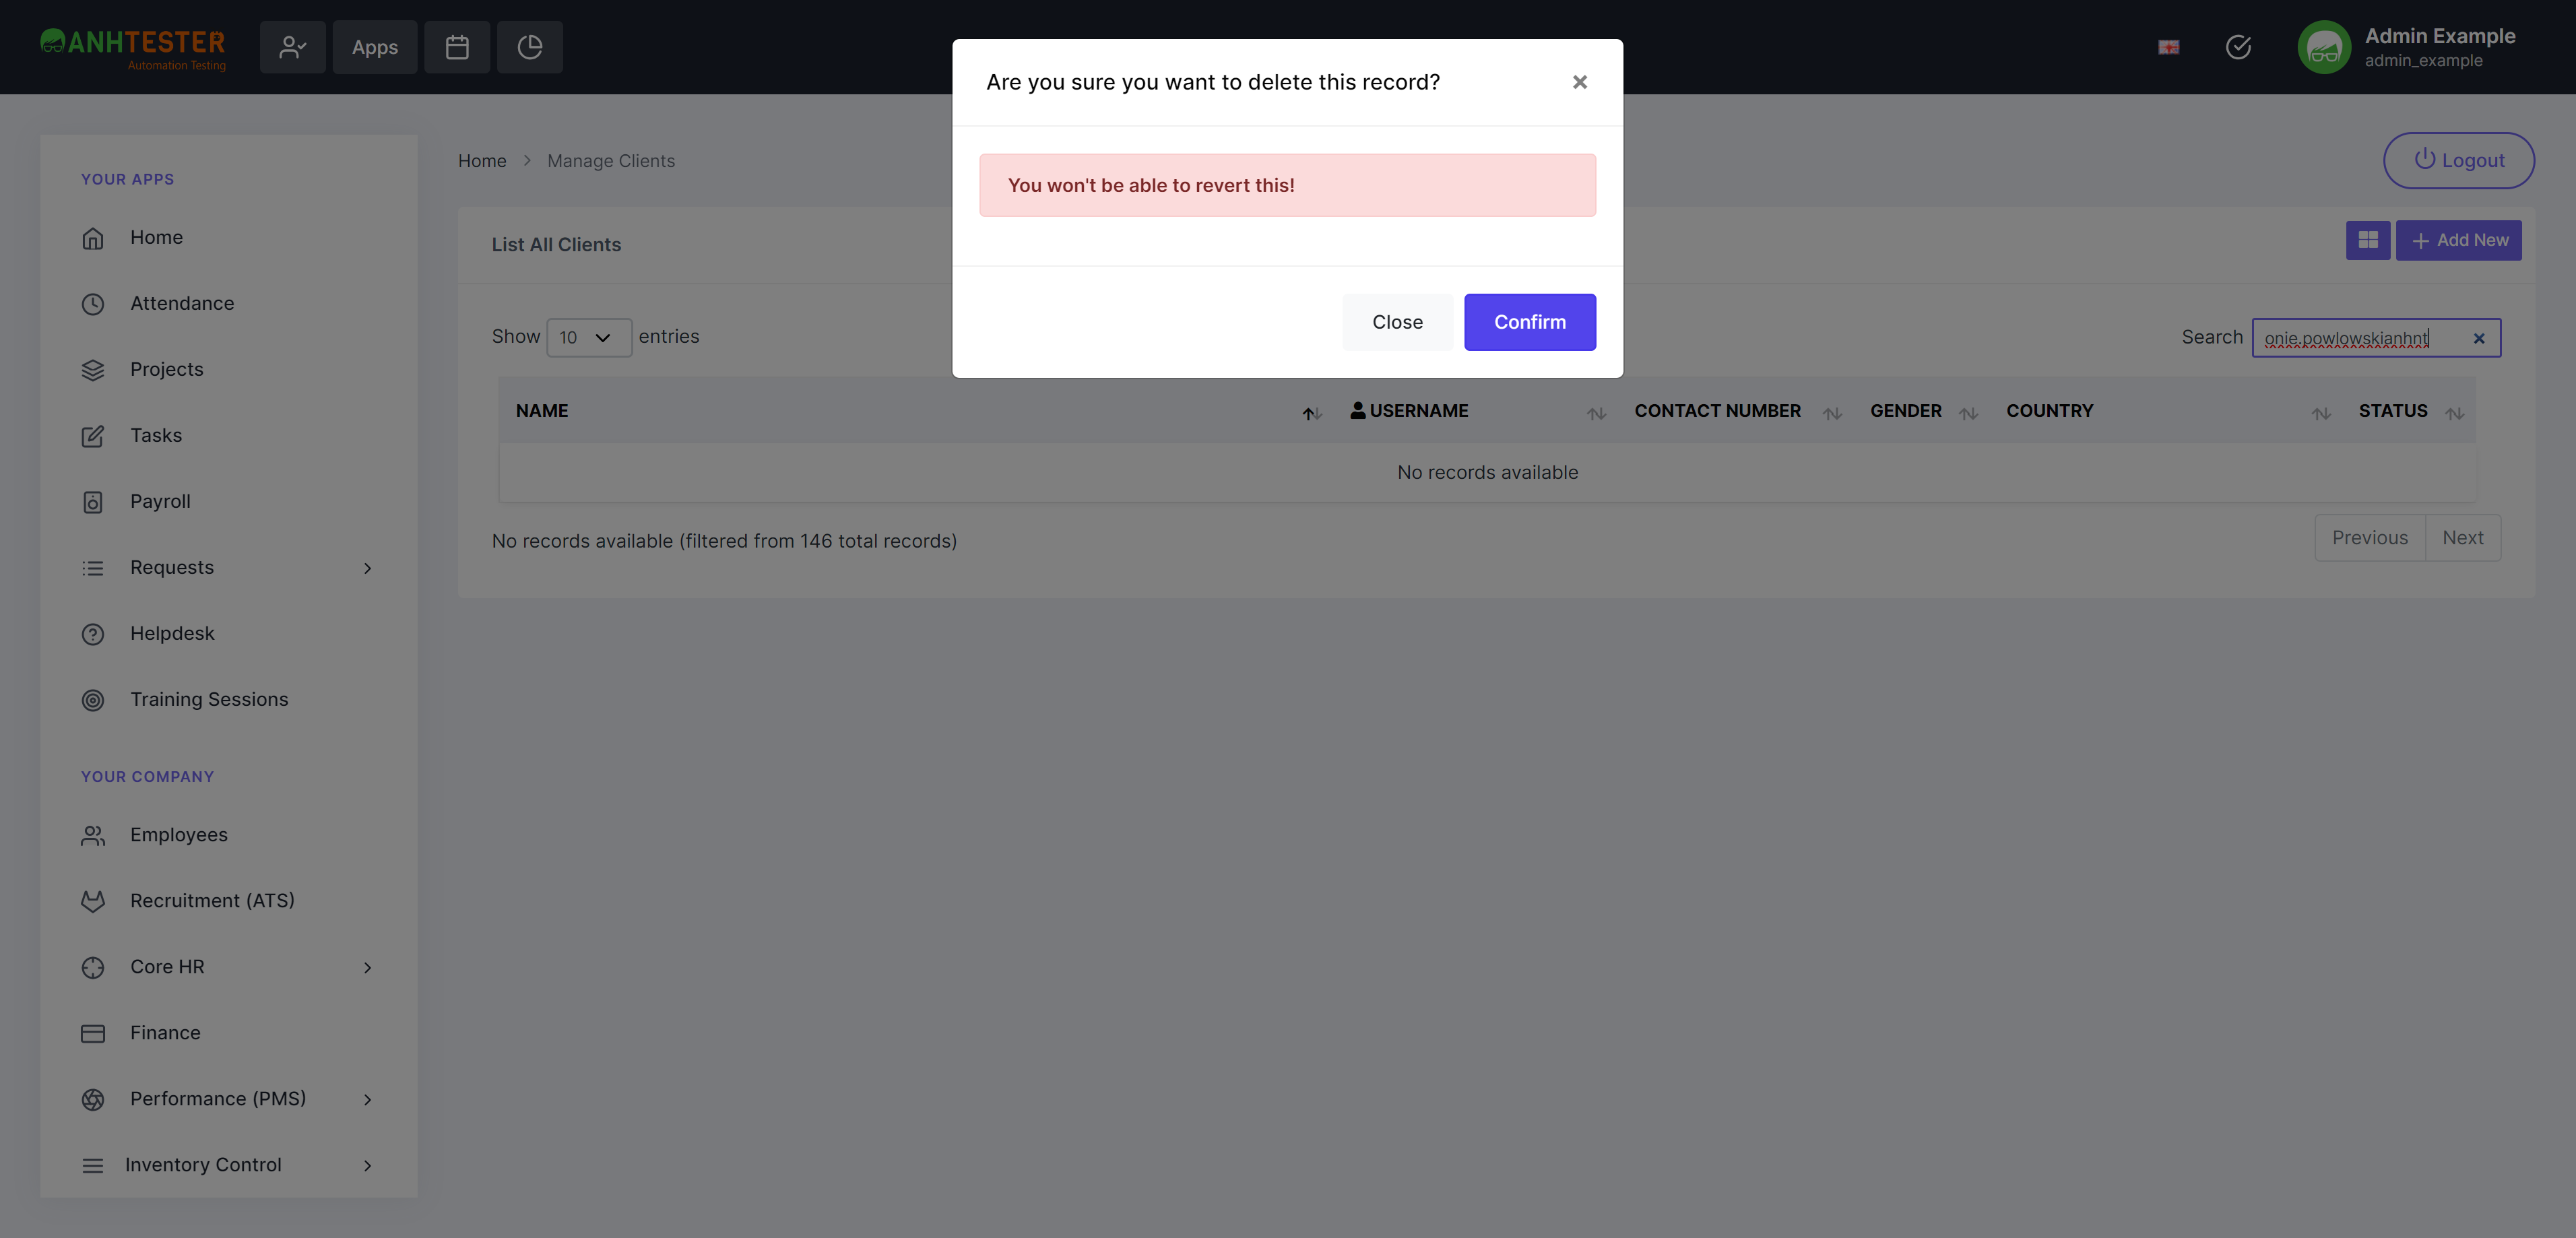 ANHTESTER
Automation Testing
Apps
Admin Example
admin_example
Are you sure you want to delete this record?
You won't be able to revert this!
Close
Confirm
YOUR APPS
Home
Attendance
Projects
Tasks
Payroll
Requests
Helpdesk
Training Sessions
YOUR COMPANY
Employees
Recruitment (ATS)
Core HR
Finance
Performance (PMS)
Inventory Control
Home > Manage Clients
Logout
List All Clients
Add New
Show 10 entries
Search onie.powlowskianhnt
NAME USERNAME CONTACT NUMBER GENDER COUNTRY STATUS
No records available
No records available (filtered from 146 total records)
Previous Next